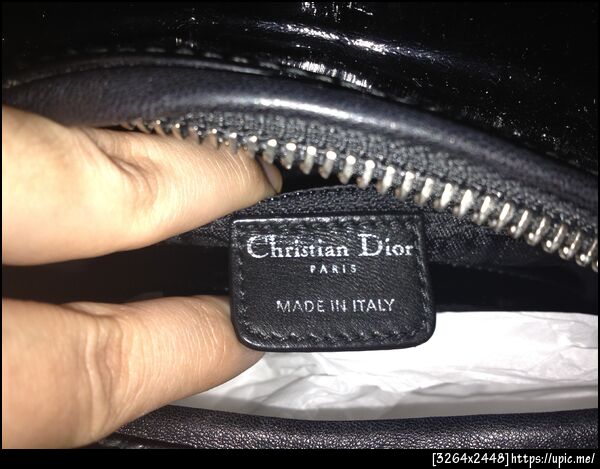 Christian Dior
PARIS
MADE IN ITALY
[3264x2448]https://upic.me/